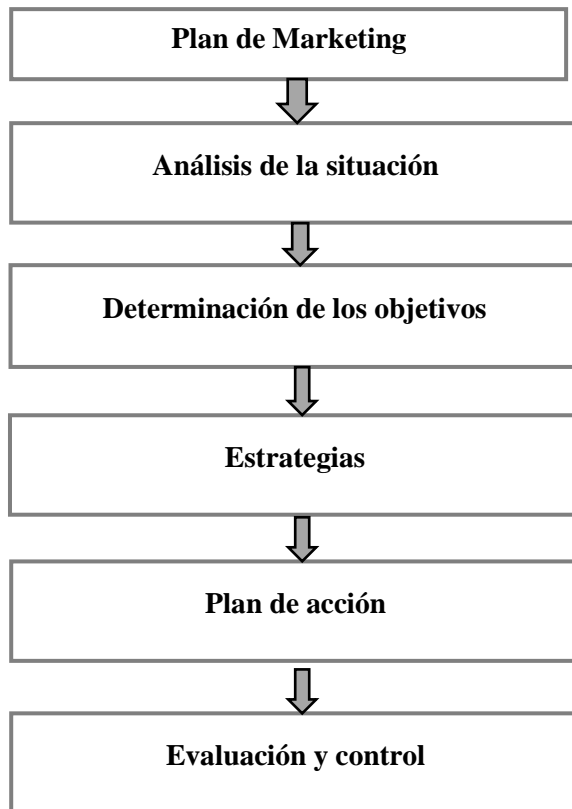 Plan de Marketing
Análisis de la situación
Determinación de los objetivos
Estrategias
Plan de acción
Evaluación y control